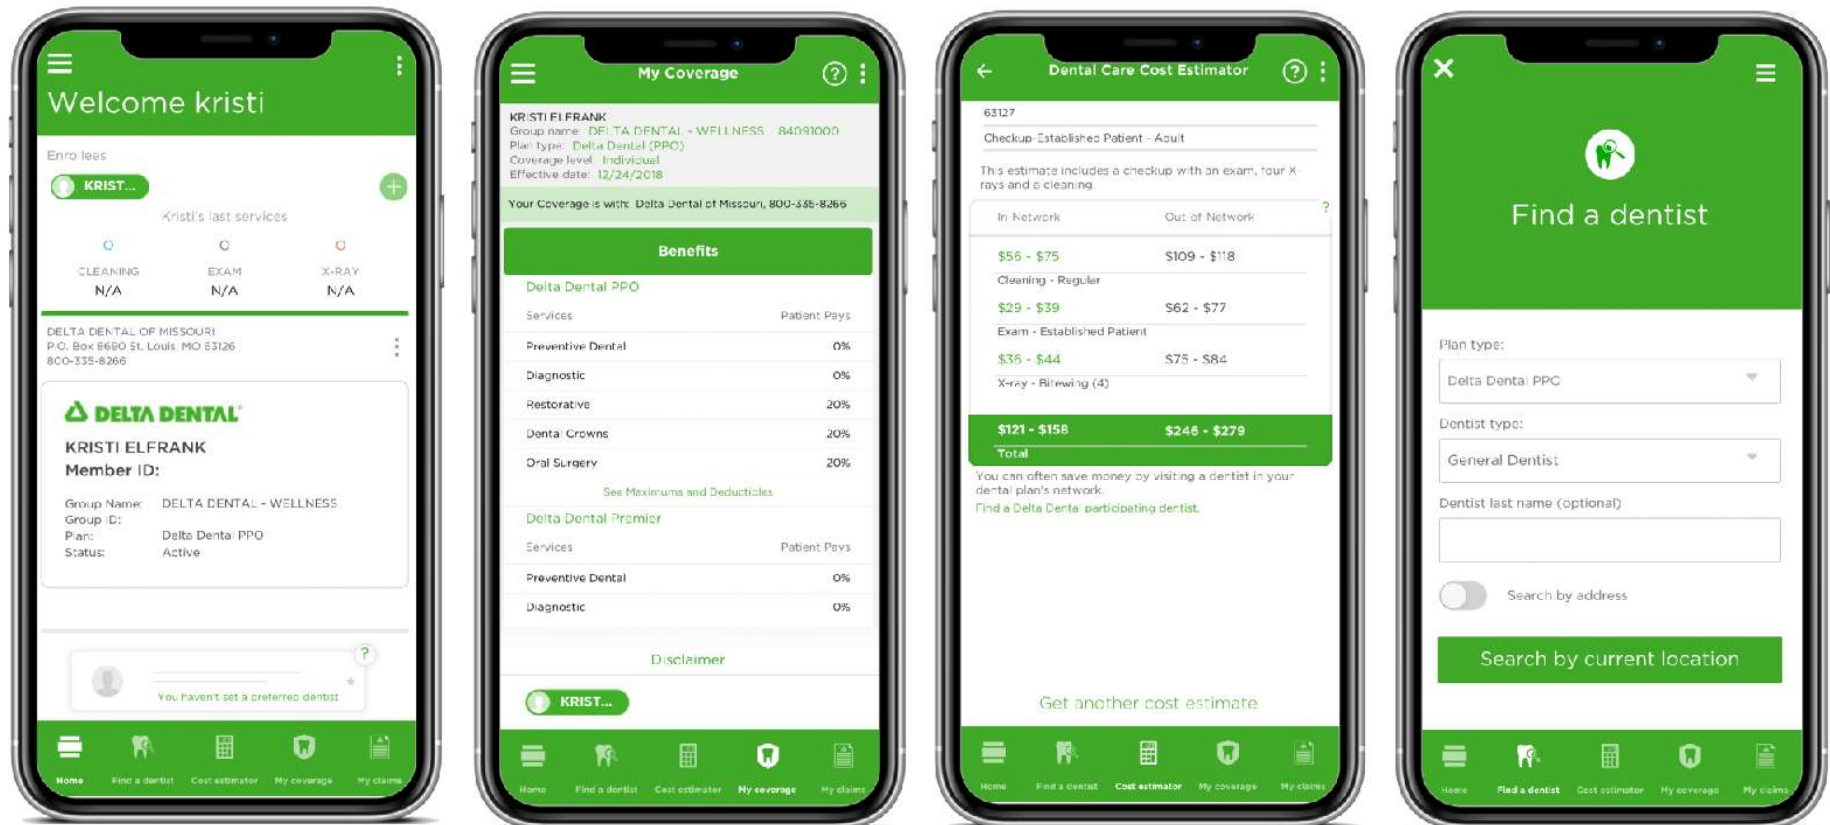 Welcome kristi
Enrollees
KRIST...
Kristi's last services
CLEANING EXAM X-RAY
N/A N/A N/A
DELTA DENTAL OF MISSOURI
P.O. Box 8690 St. Louis, MO 63126
800-335-8266
DELTA DENTAL
KRISTI ELFRANK
Member ID:
Group Name: DELTA DENTAL - WELLNESS
Group ID:
Plan: Delta Dental PPO
Status: Active
?
You haven't set a preferred dentist
Home Find a dentist Cost estimator My coverage My claims
My Coverage ?
KRISTI ELFRANK
Group name: DELTA DENTAL - WELLNESS 84091000
Plan type: Delta Dental (PPO)
Coverage level: Individual
Effective date: 12/24/2018
Your Coverage is with: Delta Dental of Missouri, 800-335-8266
Benefits
Delta Dental PPO
Services Patient Pays
Preventive Dental 0%
Diagnostic 0%
Restorative 20%
Dental Crowns 20%
Oral Surgery 20%
See Maximums and Deductibles
Delta Dental Premier
Services Patient Pays
Preventive Dental 0%
Diagnostic 0%
Disclaimer
KRIST...
Home Find a dentist Cost estimator My coverage My claims
Dental Care Cost Estimator ?
63127
Checkup-Established Patient - Adult
This estimate includes a checkup with an exam, four X-
rays and a cleaning.
?
In-Network Out-of-Network
$56 - $75 $109 - $118
Cleaning - Regular
$29 - $39 $62 - $77
Exam - Established Patient
$36 - $44 $75 - $84
X-ray - Bitewing (4)
$121 - $158 $246 - $279
Total
You can often save money by visiting a dentist in your
dental plan's network.
Find a Delta Dental participating dentist.
Get another cost estimate
Home Find a dentist Cost estimator My coverage My claims
Find a dentist
Plan type:
Delta Dental PPO
Dentist type:
General Dentist
Dentist last name (optional)
Search by address
Search by current location
Home Find a dentist Cost estimator My coverage My claims